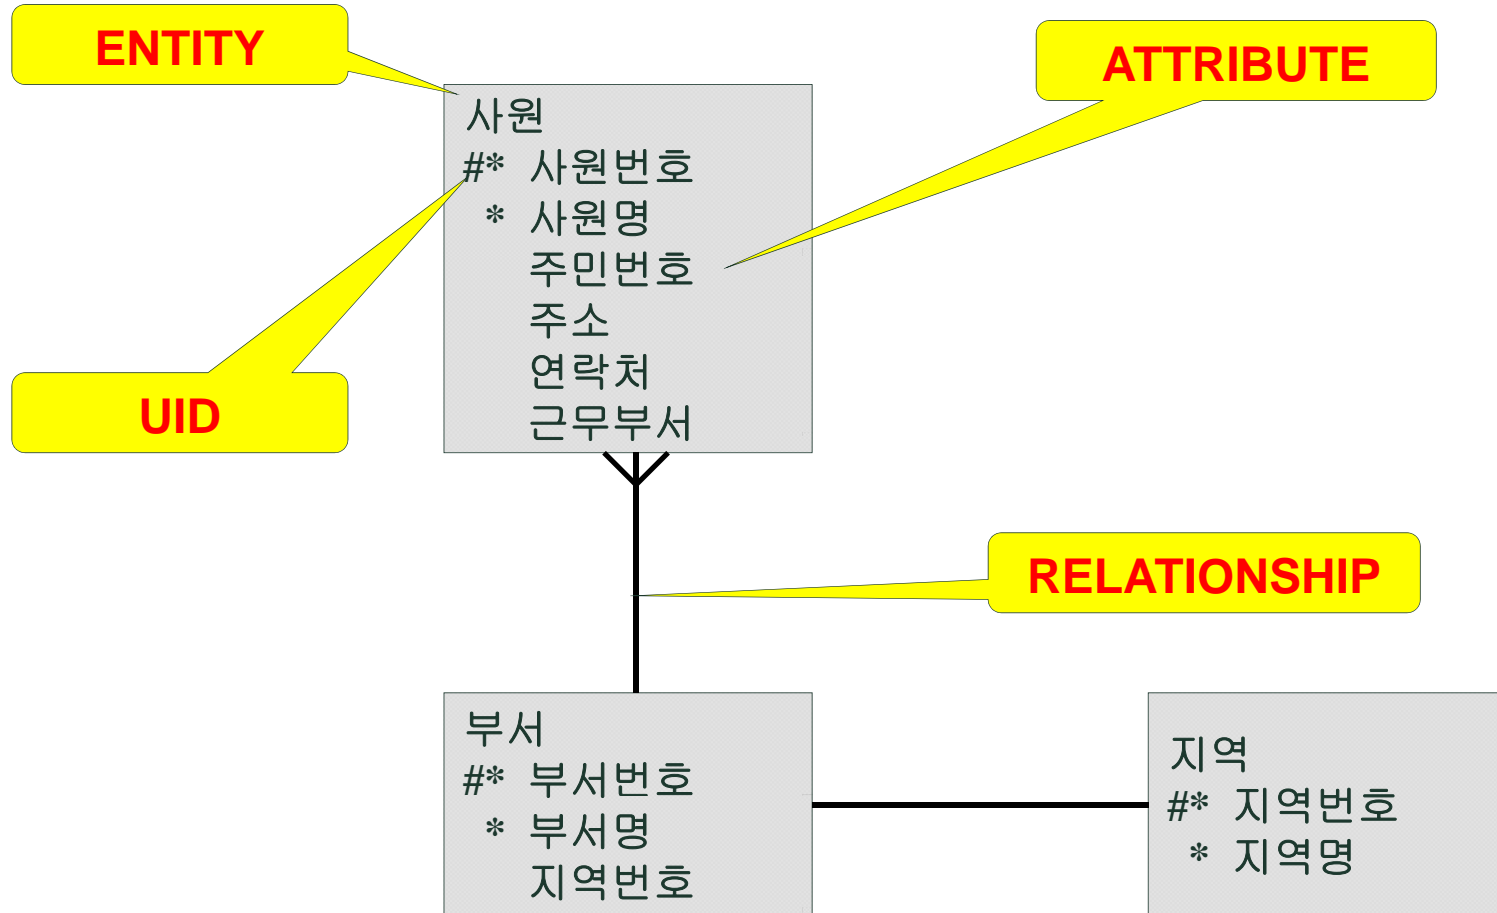 ENTITY
ATTRIBUTE
사원
#* 사원번호
* 사원명
주민번호
주소
연락처
근무부서
UID
RELATIONSHIP
부서
#* 부서번호
* 부서명
지역번호
지역
#* 지역번호
* 지역명